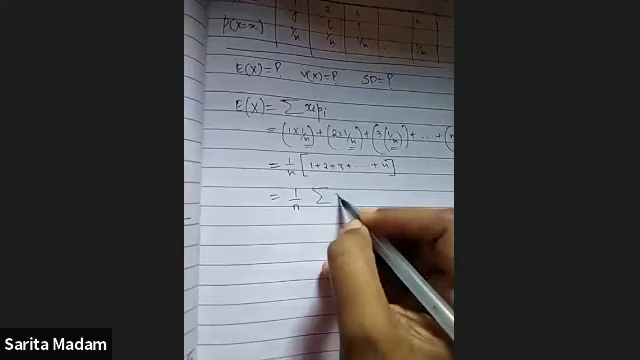 1 2 n
P(X=x) 1/n 1/n 1/n ... 1/n
E(X)=? V(X)=? SD=?
E(X)= Σ xipi
= (1×1/n)+(2×1/n)+(3(1/n))+ ... +(n
= 1/n [1+2+3+ ... +n]
= 1/n Σ
Sarita Madam